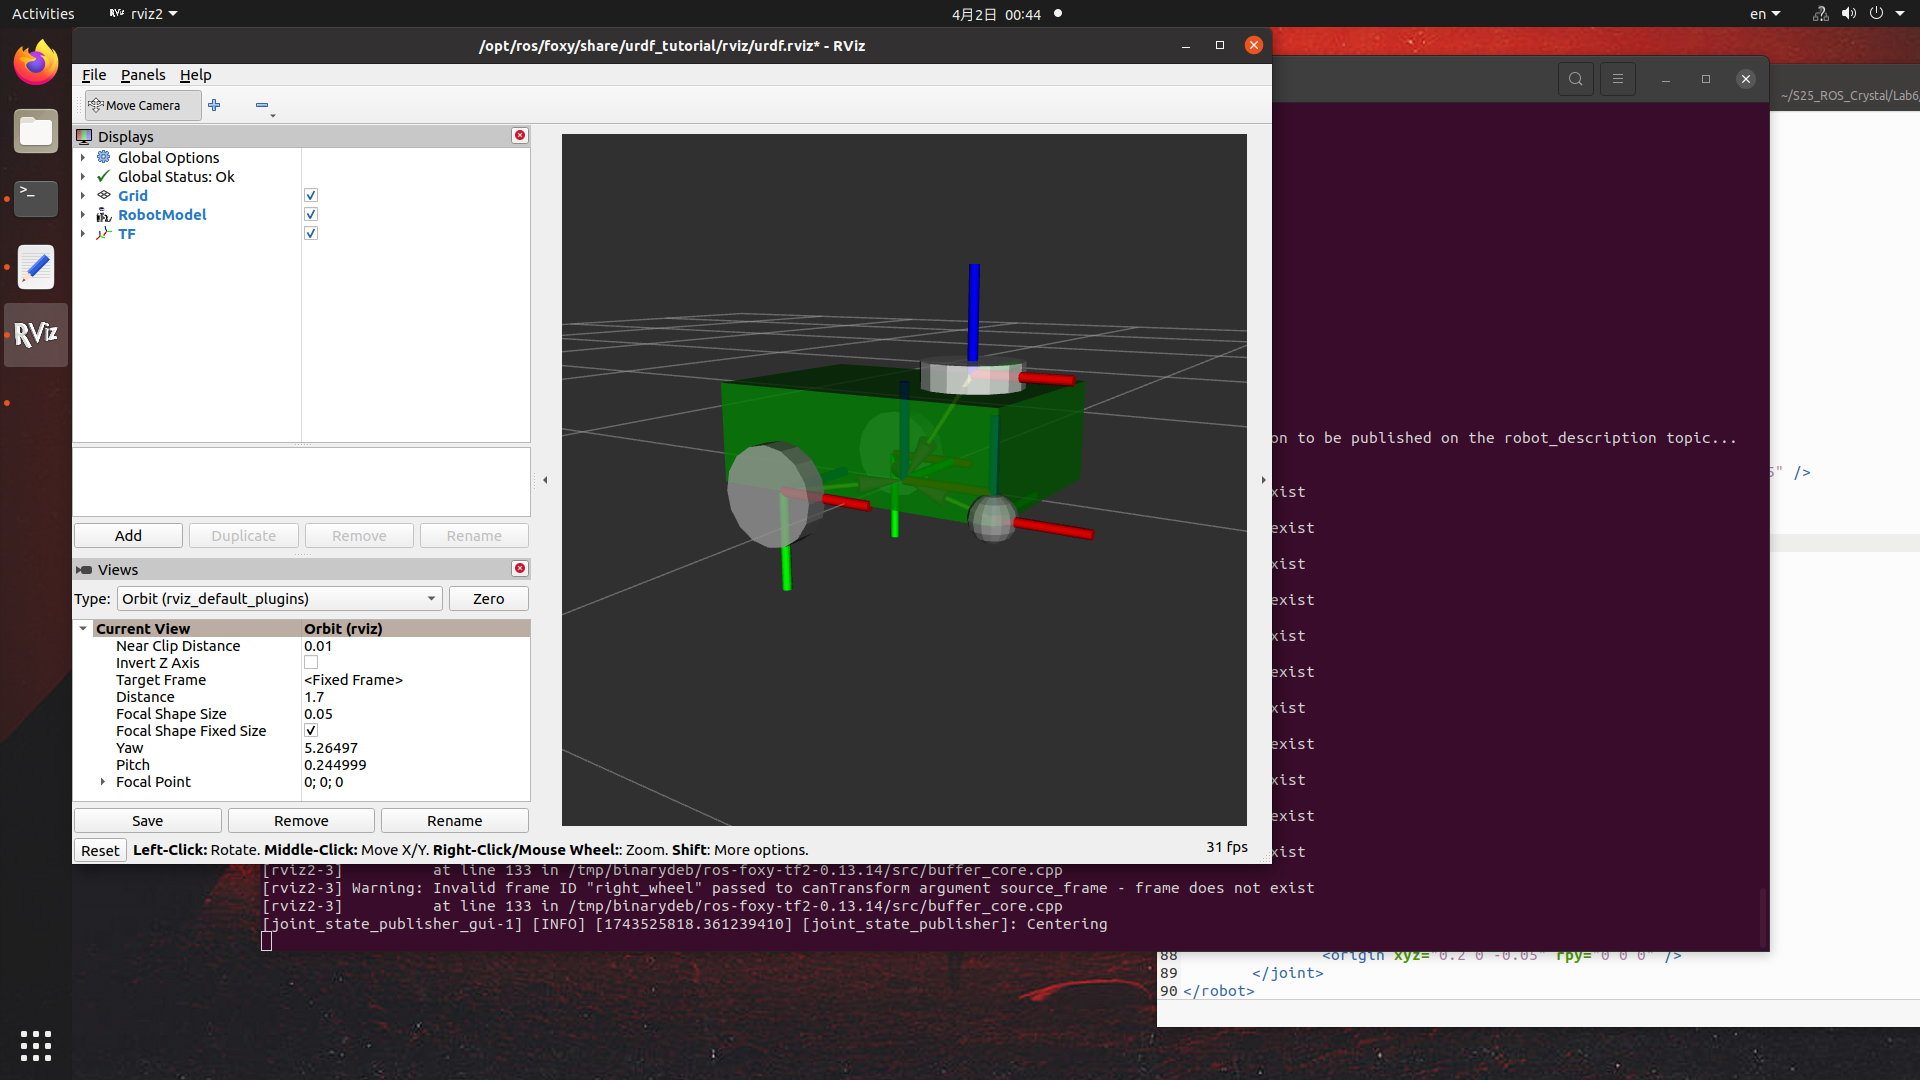 Activities
rviz2
4月2日 00:44
en
/opt/ros/foxy/share/urdf_tutorial/rviz/urdf.rviz* - RViz
File Panels Help
Move Camera
Displays
Global Options
Global Status: Ok
Grid
RobotModel
TF
Add Duplicate Remove Rename
Views
Type: Orbit (rviz_default_plugins) Zero
Current View Orbit (rviz)
Near Clip Distance 0.01
Invert Z Axis
Target Frame <Fixed Frame>
Distance 1.7
Focal Shape Size 0.05
Focal Shape Fixed Size
Yaw 5.26497
Pitch 0.244999
Focal Point 0; 0; 0
Save Remove Rename
Reset Left-Click: Rotate. Middle-Click: Move X/Y. Right-Click/Mouse Wheel:: Zoom. Shift: More options. 31 fps
RViz
~/S25_ROS_Crystal/Lab6/
on to be published on the robot_description topic...
5" />
xist
exist
xist
exist
xist
exist
xist
exist
xist
exist
xist
[rviz2-3] at line 133 in /tmp/binarydeb/ros-foxy-tf2-0.13.14/src/buffer_core.cpp
[rviz2-3] Warning: Invalid frame ID "right_wheel" passed to canTransform argument source_frame - frame does not exist
[rviz2-3] at line 133 in /tmp/binarydeb/ros-foxy-tf2-0.13.14/src/buffer_core.cpp
[joint_state_publisher_gui-1] [INFO] [1743525818.361239410] [joint_state_publisher]: Centering
88 <origin xyz="0.2 0 -0.05" rpy="0 0 0" />
89 </joint>
90 </robot>